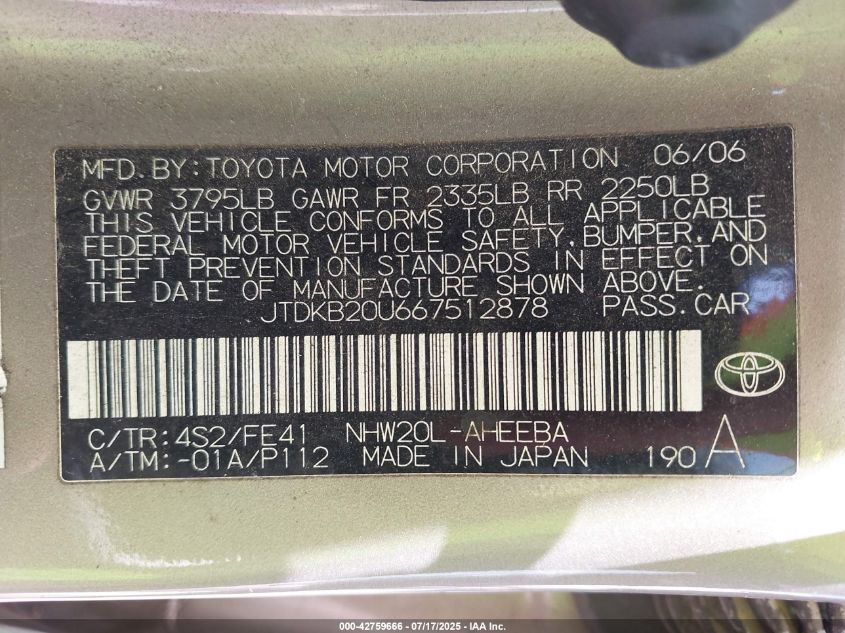 MFD. BY: TOYOTA MOTOR CORPORATION 06/06
GVWR 3795LB GAWR FR 2335LB RR 2250LB
THIS VEHICLE CONFORMS TO ALL APPLICABLE
FEDERAL MOTOR VEHICLE SAFETY, BUMPER, AND
THEFT PREVENTION STANDARDS IN EFFECT ON
THE DATE OF MANUFACTURE SHOWN ABOVE.
JTDKB20U667512878 PASS. CAR
C/TR: 4S2/FE41 NHW20L-AHEEBA
A/TM: -01A/P112 MADE IN JAPAN 190 A
000-42759666 - 07/17/2025 - IAA Inc.